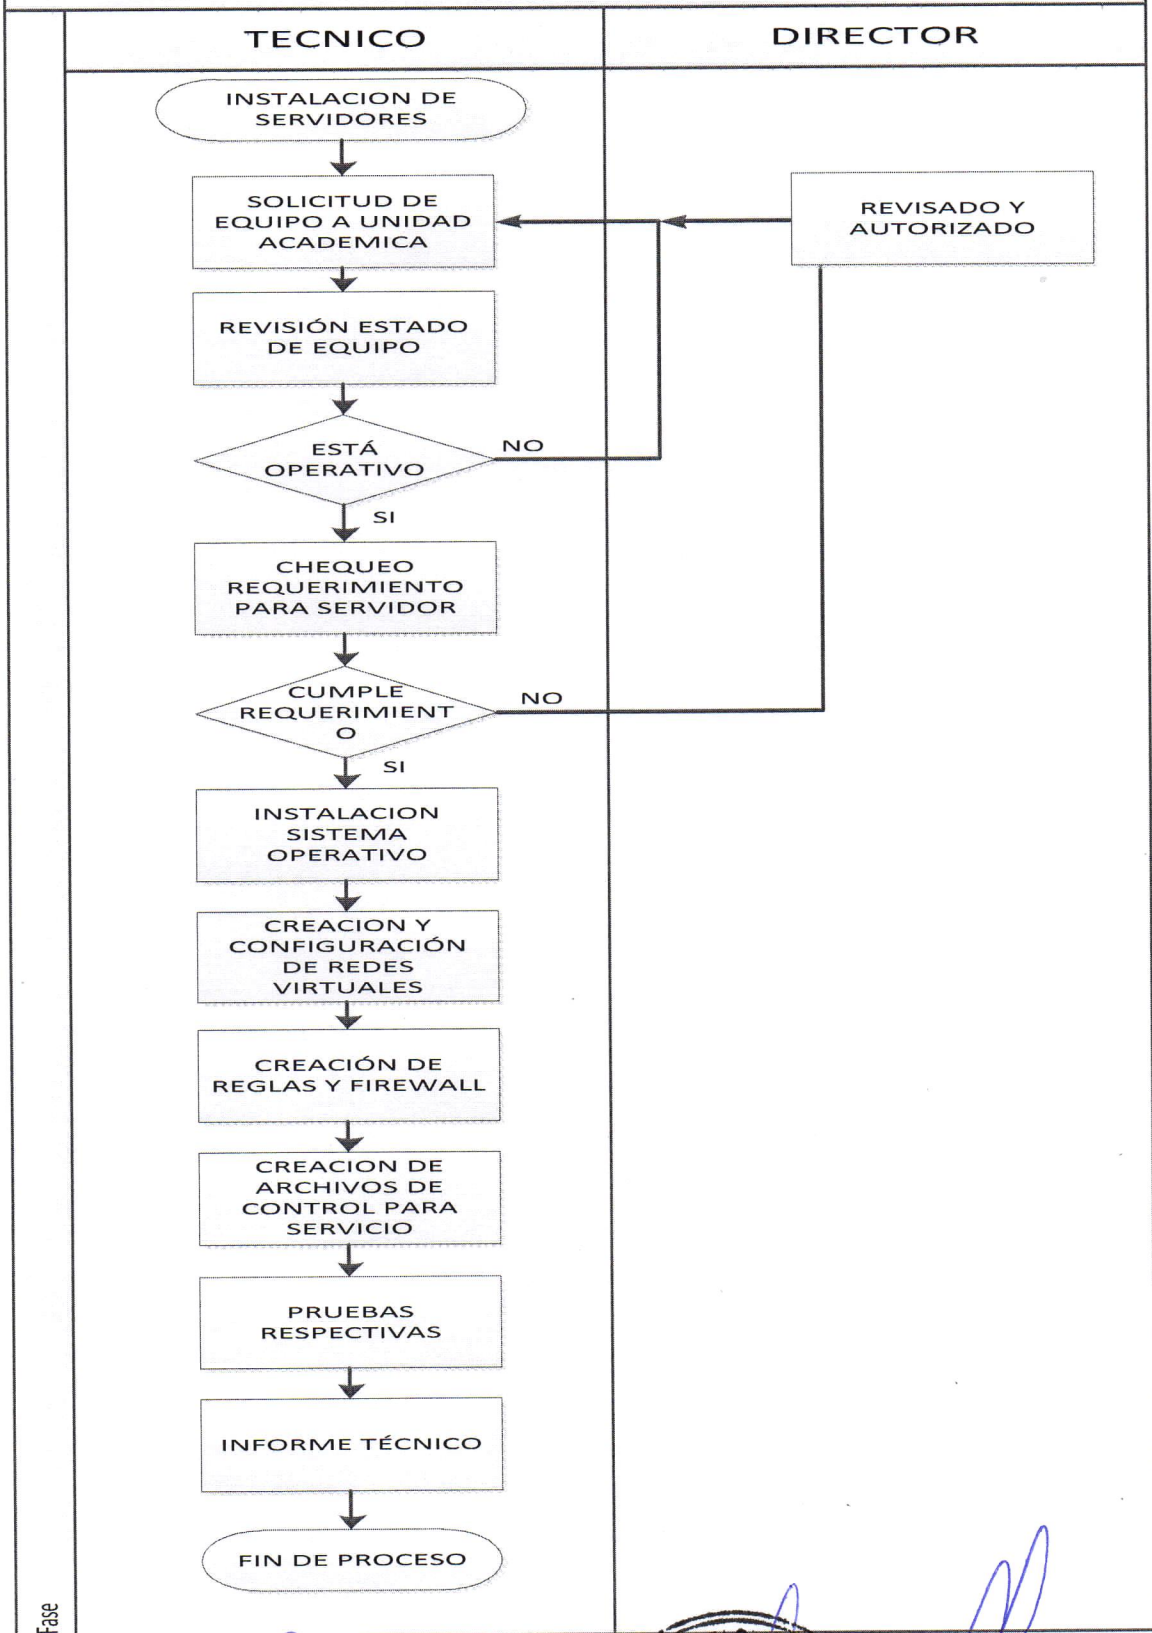 TECNICO
DIRECTOR
INSTALACION DE
SERVIDORES
SOLICITUD DE
EQUIPO A UNIDAD
ACADEMICA
REVISADO Y
AUTORIZADO
REVISIÓN ESTADO
DE EQUIPO
ESTÁ
OPERATIVO
NO
SI
CHEQUEO
REQUERIMIENTO
PARA SERVIDOR
CUMPLE
REQUERIMIENT
O
NO
SI
INSTALACION
SISTEMA
OPERATIVO
CREACION Y
CONFIGURACIÓN
DE REDES
VIRTUALES
CREACIÓN DE
REGLAS Y FIREWALL
CREACION DE
ARCHIVOS DE
CONTROL PARA
SERVICIO
PRUEBAS
RESPECTIVAS
INFORME TÉCNICO
FIN DE PROCESO
Fase